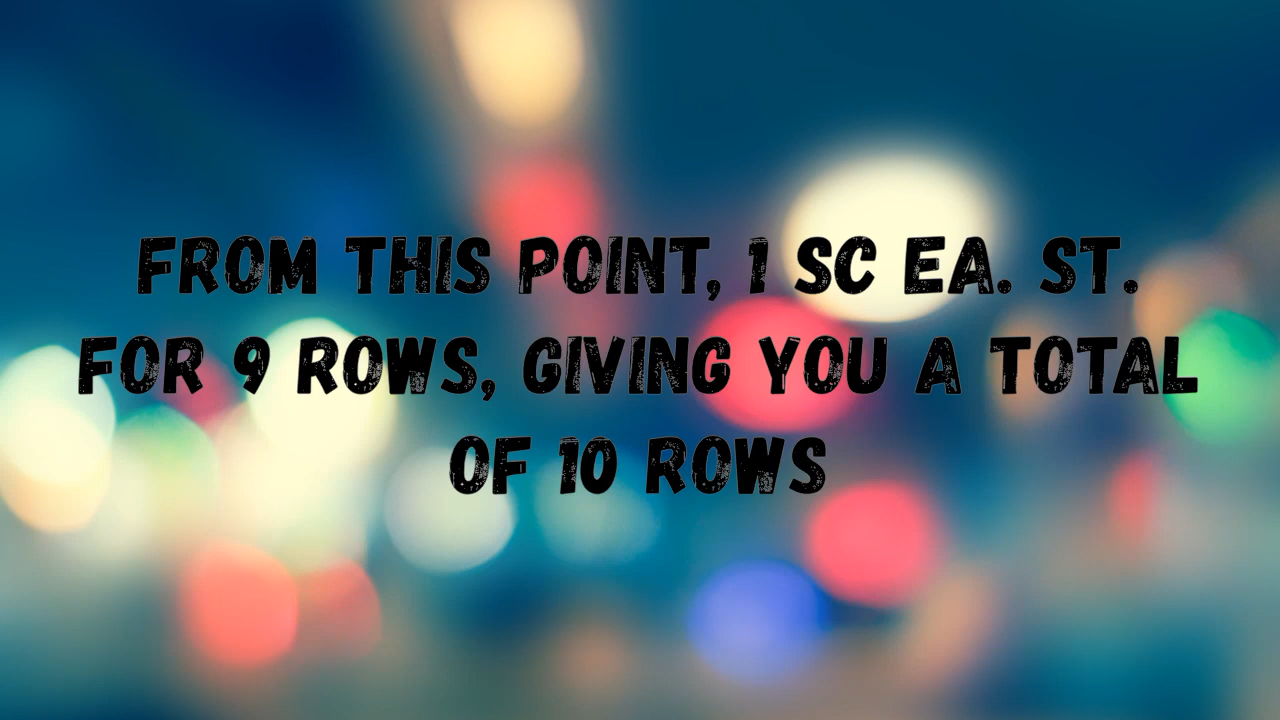 FROM THIS POINT, 1 SC EA. ST.
FOR 9 ROWS, GIVING YOU A TOTAL
OF 10 ROWS